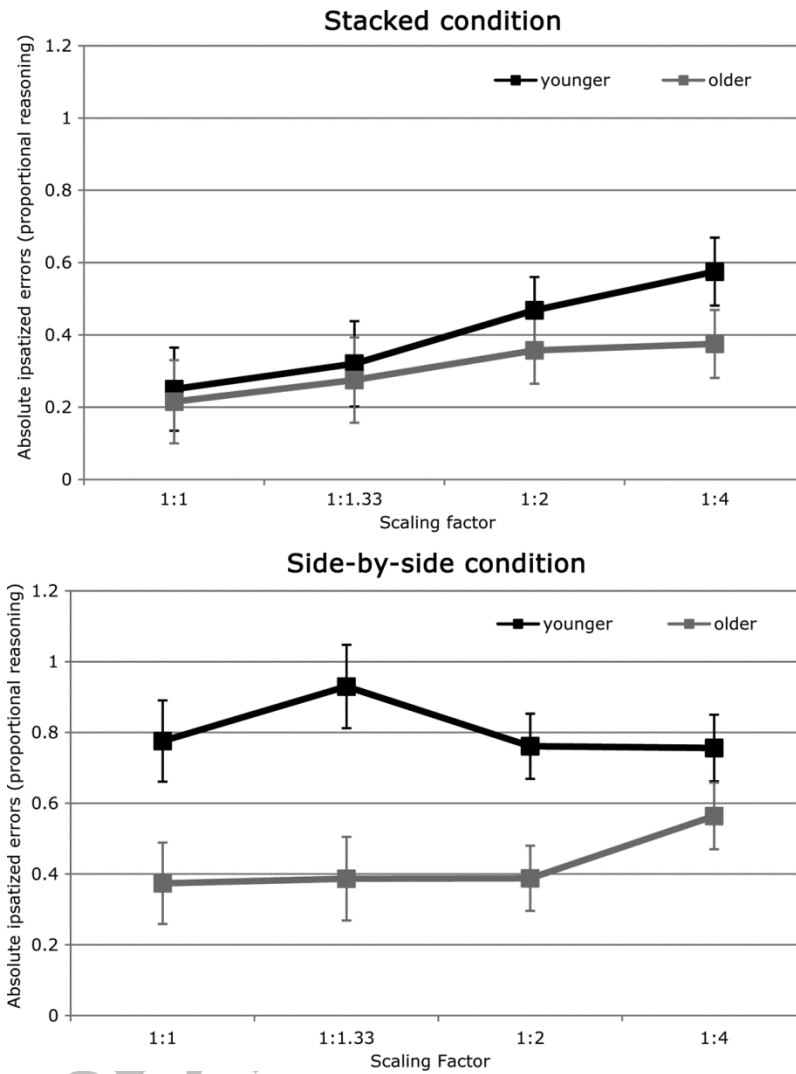 Stacked condition
Absolute ipsatized errors (proportional reasoning)
1.2
younger older
1
0.8
0.6
0.4
0.2
0
1:1 1:1.33 1:2 1:4
Scaling factor
Side-by-side condition
Absolute ipsatized errors (proportional reasoning)
1.2
younger older
1
0.8
0.6
0.4
0.2
0
1:1 1:1.33 1:2 1:4
Scaling Factor